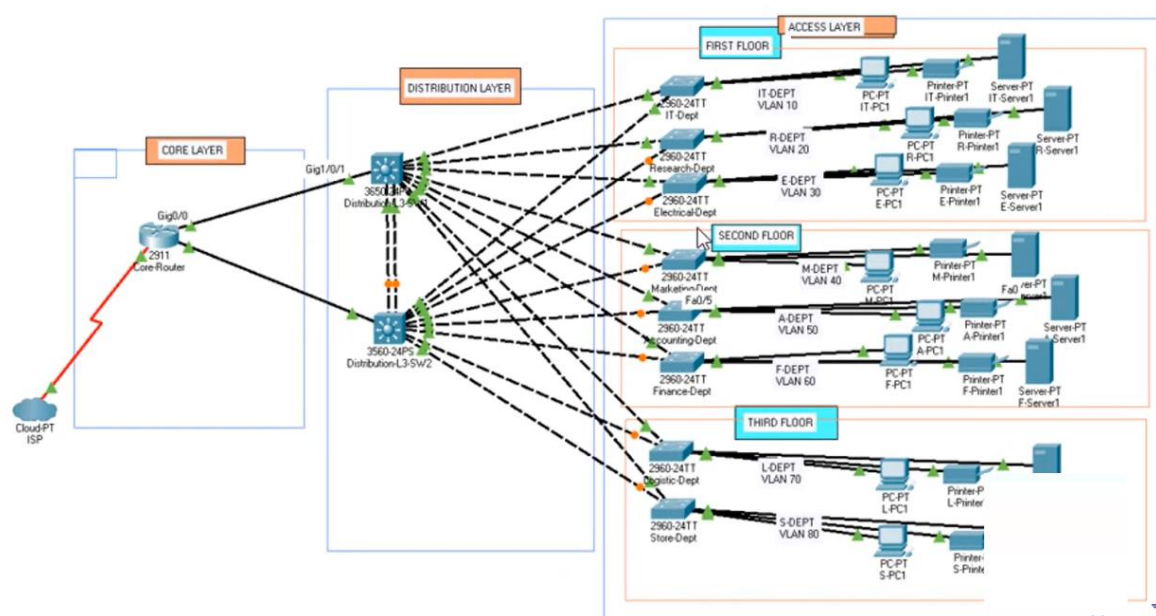 ACCESS LAYER
FIRST FLOOR
DISTRIBUTION LAYER
CORE LAYER
Gig1/0/1
Distribution-L3-SW1
Gig0/0
2911
Core-Router
3560-24PS
Distribution-L3-SW2
Cloud-PT
ISP
2960-24TT
IT-Dept
IT-DEPT
VLAN 10
PC-PT
IT-PC1
Printer-PT
IT-Printer1
Server-PT
IT-Server1
2960-24TT
Research-Dept
R-DEPT
VLAN 20
PC-PT
R-PC1
Printer-PT
R-Printer1
Server-PT
R-Server1
2960-24TT
Electrical-Dept
E-DEPT
VLAN 30
PC-PT
E-PC1
Printer-PT
E-Printer1
Server-PT
E-Server1
SECOND FLOOR
2960-24TT
Marketing-Dept
M-DEPT
VLAN 40
PC-PT
M-PC1
Printer-PT
M-Printer1
Fa0
Fa0/5
2960-24TT
A-DEPT
VLAN 50
PC-PT
A-PC1
Printer-PT
A-Printer1
Server-PT
2960-24TT
Finance-Dept
F-DEPT
VLAN 60
PC-PT
F-PC1
Printer-PT
F-Printer1
Server-PT
F-Server1
THIRD FLOOR
2960-24TT
L-DEPT
VLAN 70
PC-PT
L-PC1
L-Printer
2960-24TT
Store-Dept
S-DEPT
VLAN 80
PC-PT
S-PC1